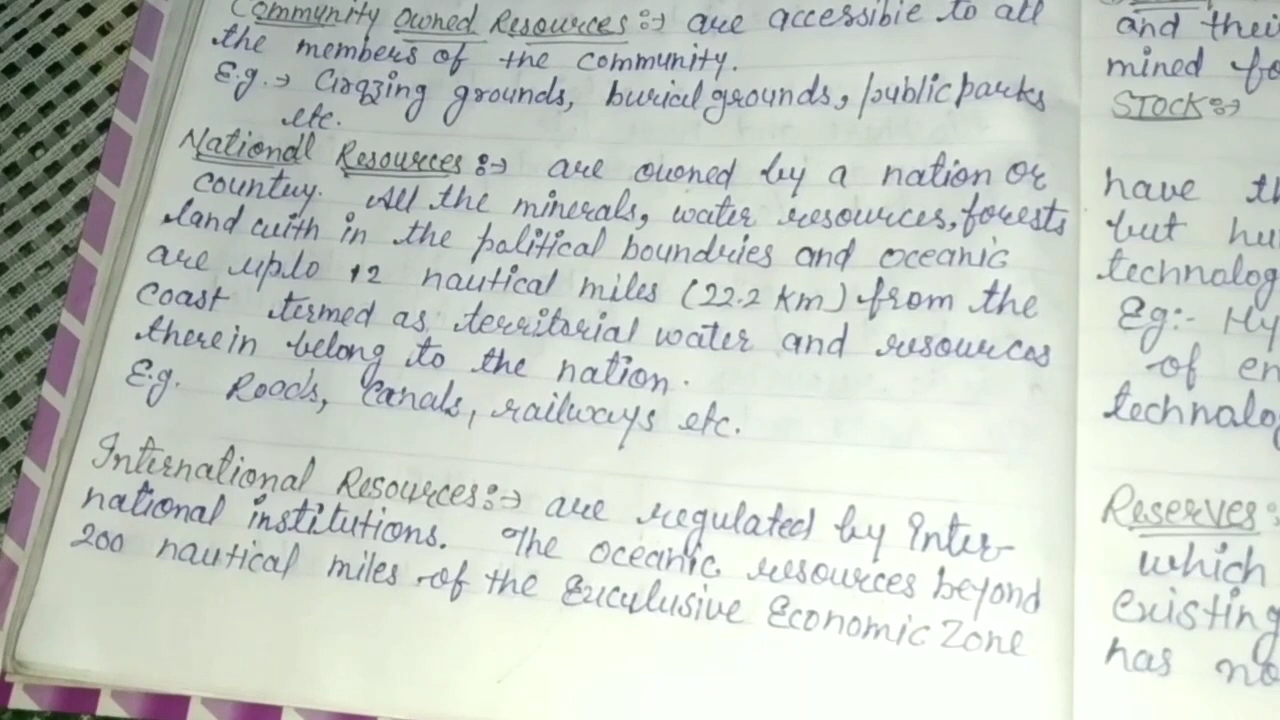 Community Owned Resources :→ are accessible to all
the members of the community.
E.g. → Grazing grounds, burial grounds, public parks
etc.
National Resources :→ are owned by a nation or
country. All the minerals, water resources, forests
land with in the political boundries and oceanic
are upto 12 nautical miles (22.2 km) from the
coast termed as territorial water and resources
therein belong to the nation.
E.g. Roods, Canals, railways etc.
International Resources :→ are regulated by Inter-
national institutions. The oceanic resources beyond
200 nautical miles of the Exuclusive Economic Zone
and thei
mined fo
STOCK :→
have th
but hu
technolog
Eg:- Hy
of en
technolo
Reserves :
which
existing
has no